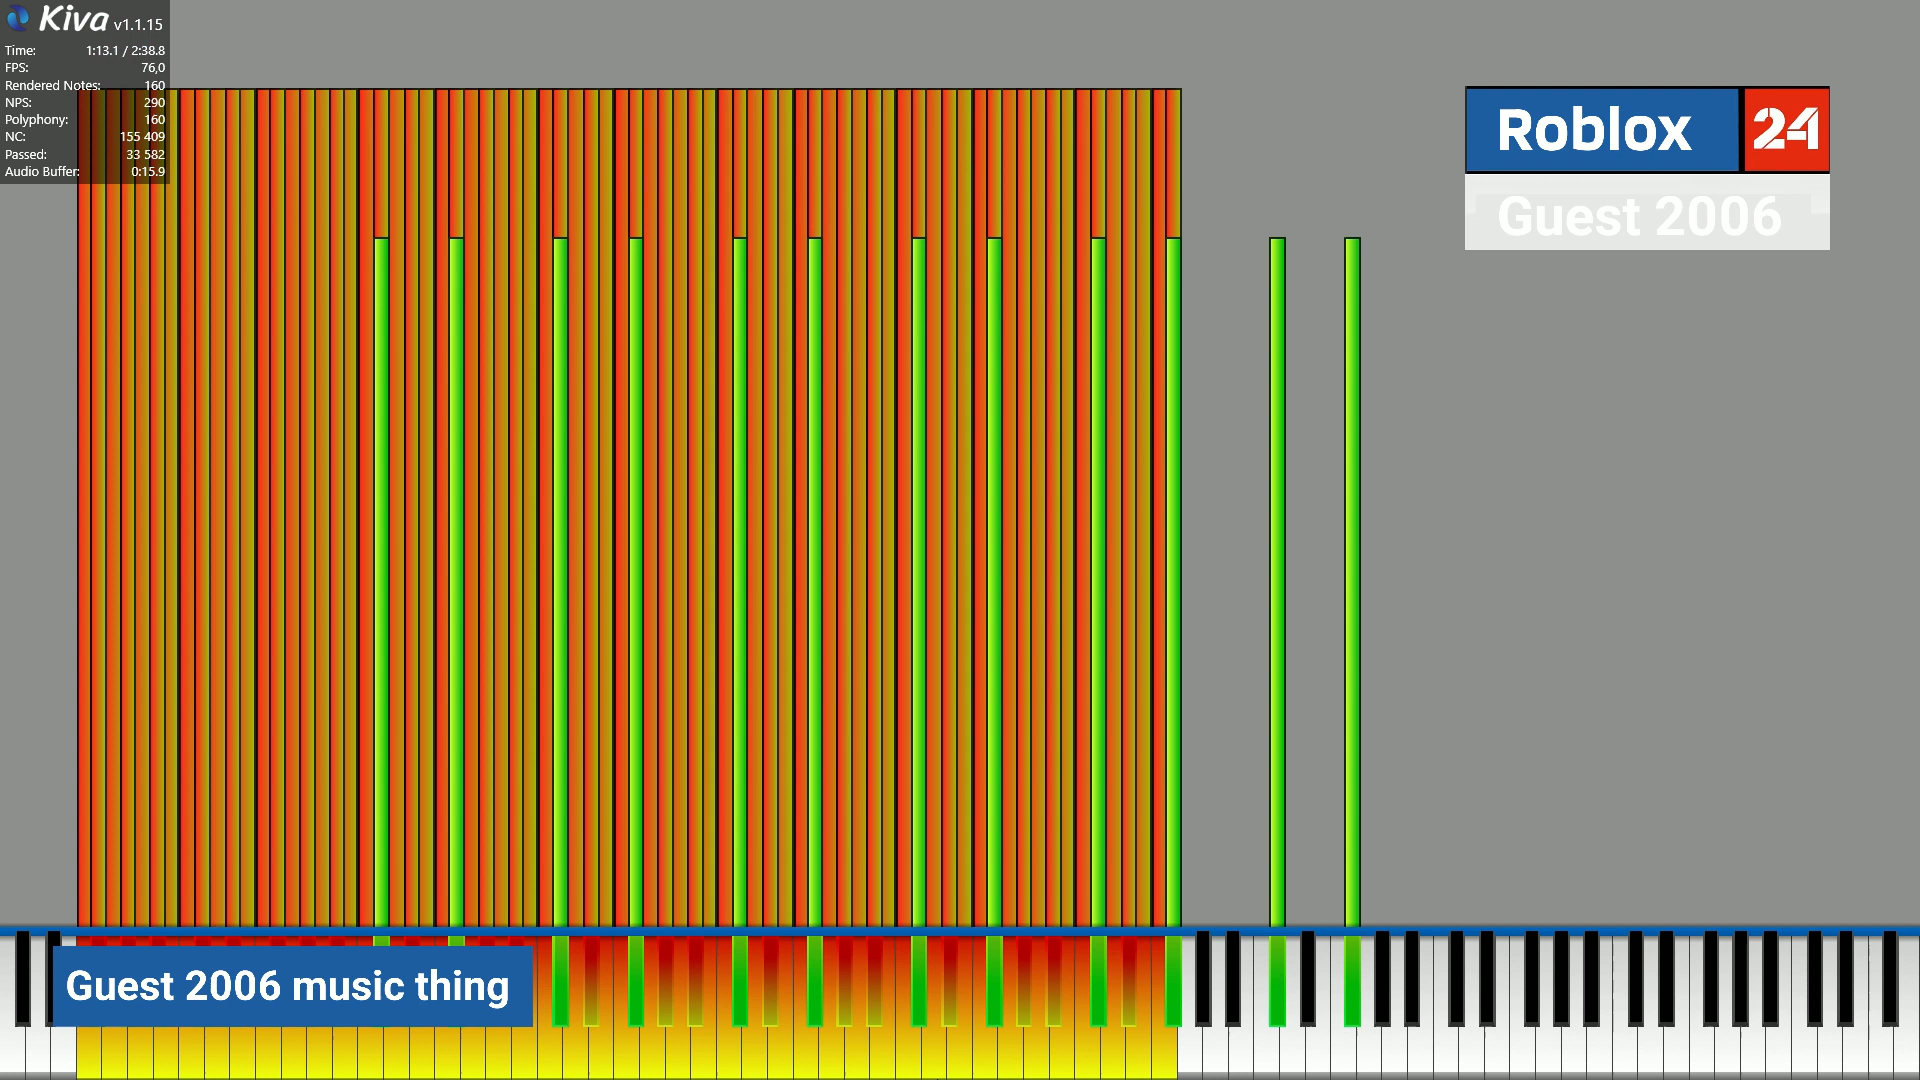 Kiva v1.1.15
Time: 1:13.1 / 2:38.8
FPS: 76,0
Rendered Notes: 160
NPS: 290
Polyphony: 160
NC: 155 409
Passed: 33 582
Audio Buffer: 0:15.9
Roblox 24
Guest 2006
Guest 2006 music thing